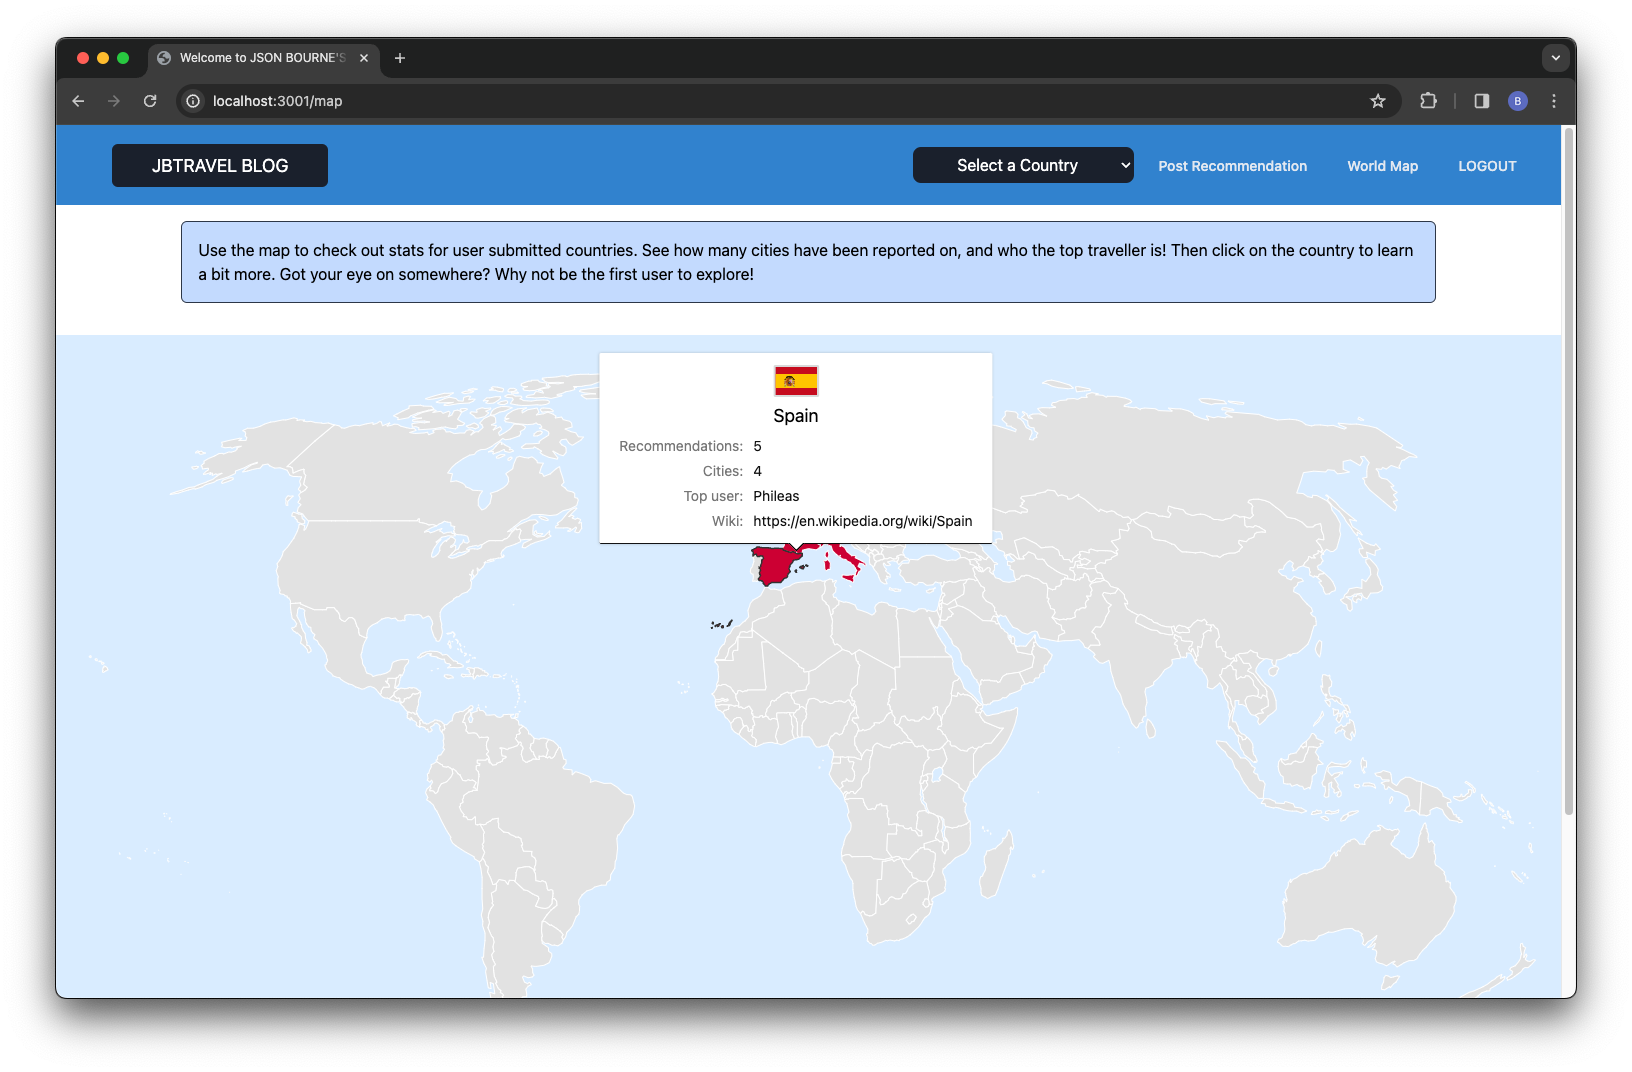 Welcome to JSON BOURNE'S
localhost:3001/map
B
JBTRAVEL BLOG
Select a Country
Post Recommendation
World Map
LOGOUT
Use the map to check out stats for user submitted countries. See how many cities have been reported on, and who the top traveller is! Then click on the country to learn
a bit more. Got your eye on somewhere? Why not be the first user to explore!
Spain
Recommendations: 5
Cities: 4
Top user: Phileas
Wiki: https://en.wikipedia.org/wiki/Spain